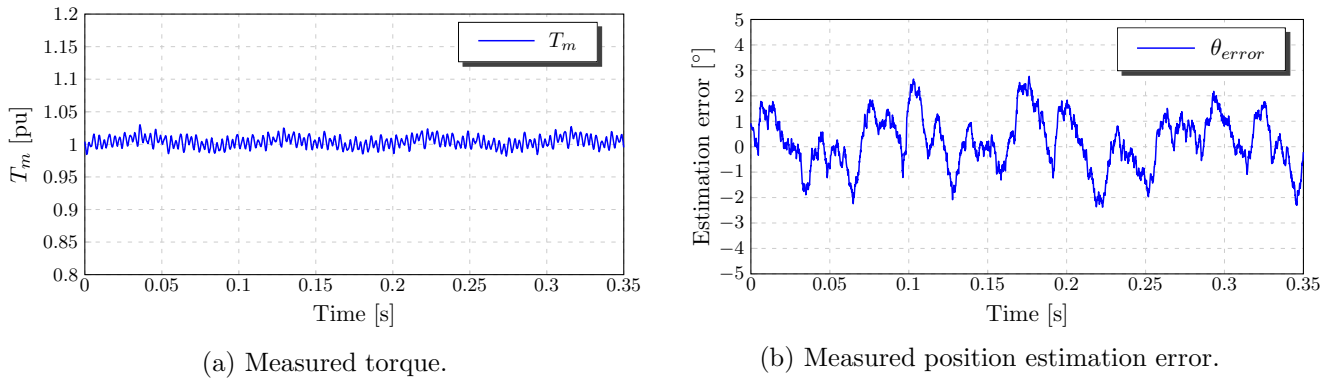 1.2
1.15
1.1
1.05
1
0.95
0.9
0.85
0.8
T_m [pu]
T_m
0 0.05 0.1 0.15 0.2 0.25 0.3 0.35
Time [s]
(a) Measured torque.
5
4
3
2
1
0
−1
−2
−3
−4
−5
Estimation error [°]
θ_error
0 0.05 0.1 0.15 0.2 0.25 0.3 0.35
Time [s]
(b) Measured position estimation error.